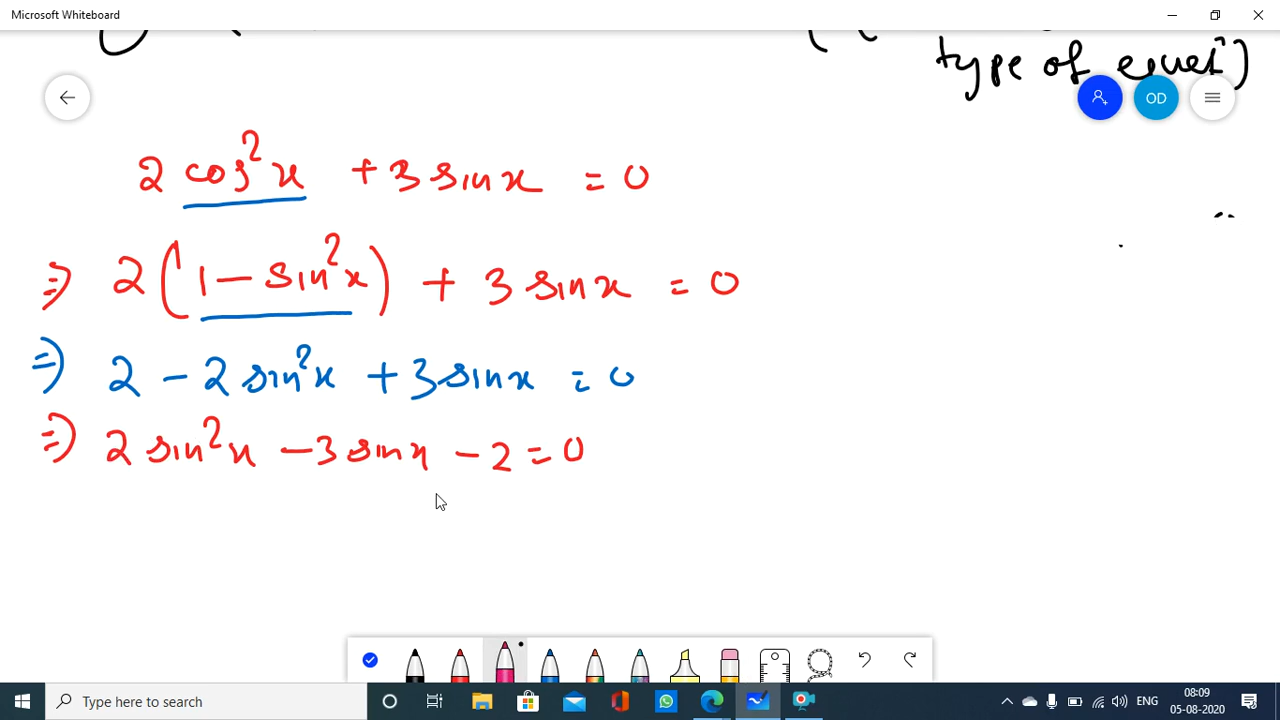 Microsoft Whiteboard
type of
OD
2 cos²x + 3 sinx = 0
⇒ 2(1 – sin²x) + 3 sinx = 0
⇒ 2 – 2 sin²x + 3 sinx = 0
⇒ 2 sin²x – 3 sinx – 2 = 0
Type here to search
ENG
08:09
05-08-2020